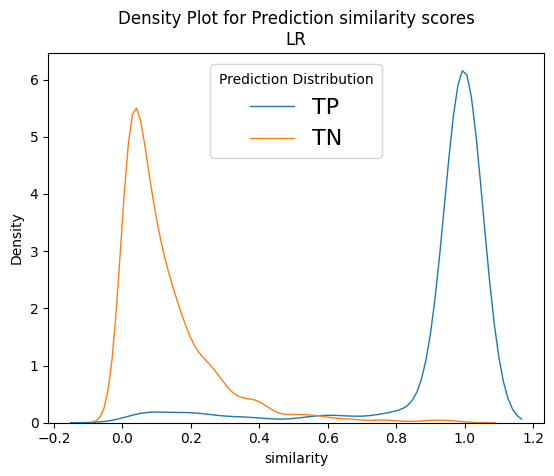 Density Plot for Prediction similarity scores
LR
Prediction Distribution
TP
TN
Density
6
5
4
3
2
1
0
−0.2 0.0 0.2 0.4 0.6 0.8 1.0 1.2
similarity